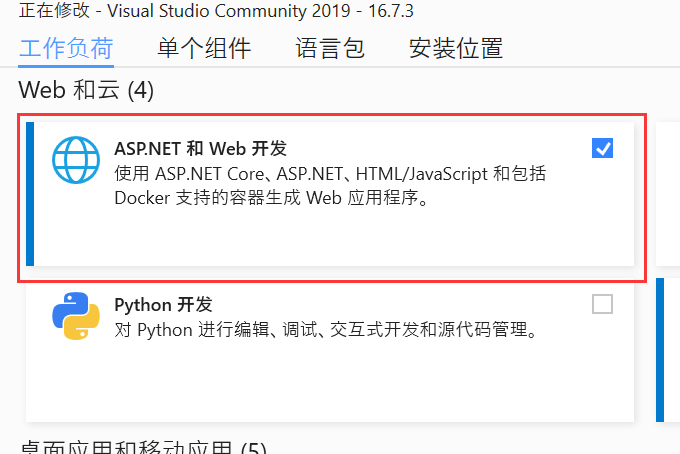 正在修改 - Visual Studio Community 2019 - 16.7.3
工作负荷 单个组件 语言包 安装位置
Web 和云 (4)
ASP.NET 和 Web 开发
使用 ASP.NET Core、ASP.NET、HTML/JavaScript 和包括
Docker 支持的容器生成 Web 应用程序。
Python 开发
对 Python 进行编辑、调试、交互式开发和源代码管理。
桌面应用和移动应用 (5)